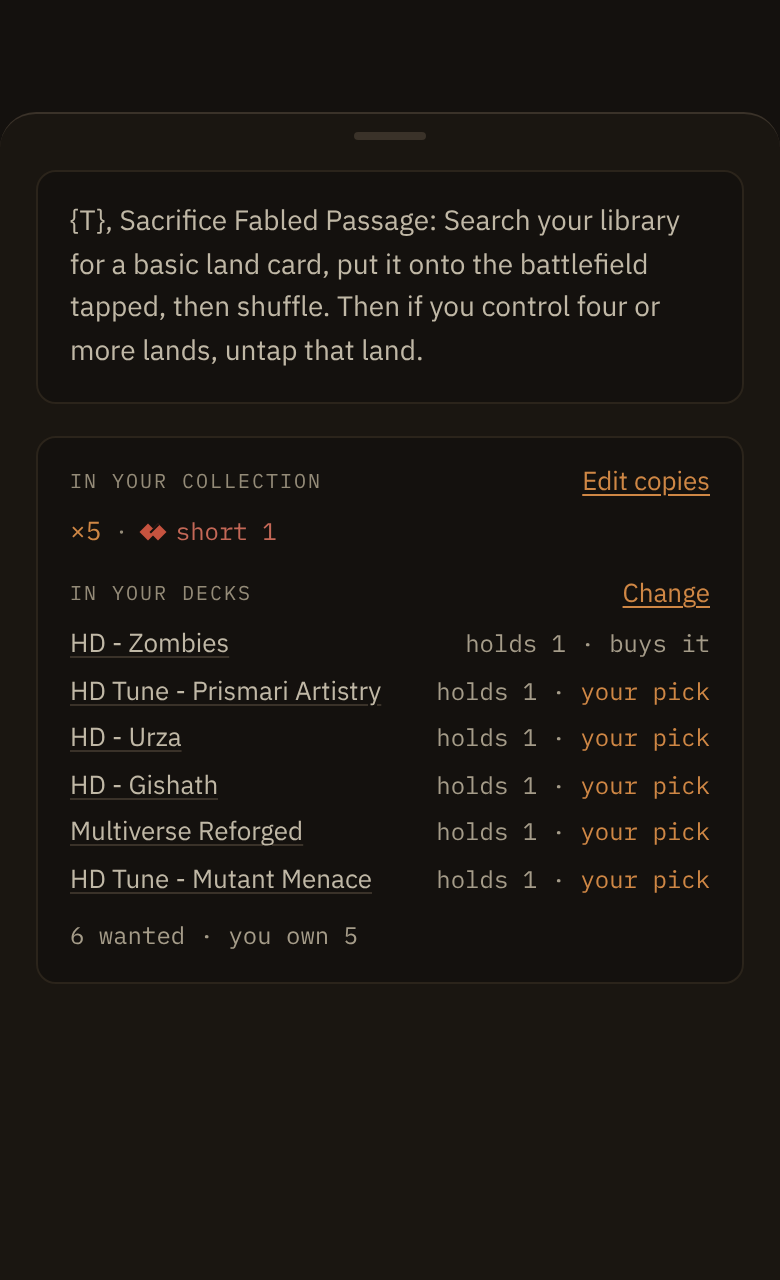 {T}, Sacrifice Fabled Passage: Search your library
for a basic land card, put it onto the battlefield
tapped, then shuffle. Then if you control four or
more lands, untap that land.
IN YOUR COLLECTION Edit copies
×5 · short 1
IN YOUR DECKS Change
HD - Zombies holds 1 · buys it
HD Tune - Prismari Artistry holds 1 · your pick
HD - Urza holds 1 · your pick
HD - Gishath holds 1 · your pick
Multiverse Reforged holds 1 · your pick
HD Tune - Mutant Menace holds 1 · your pick
6 wanted · you own 5